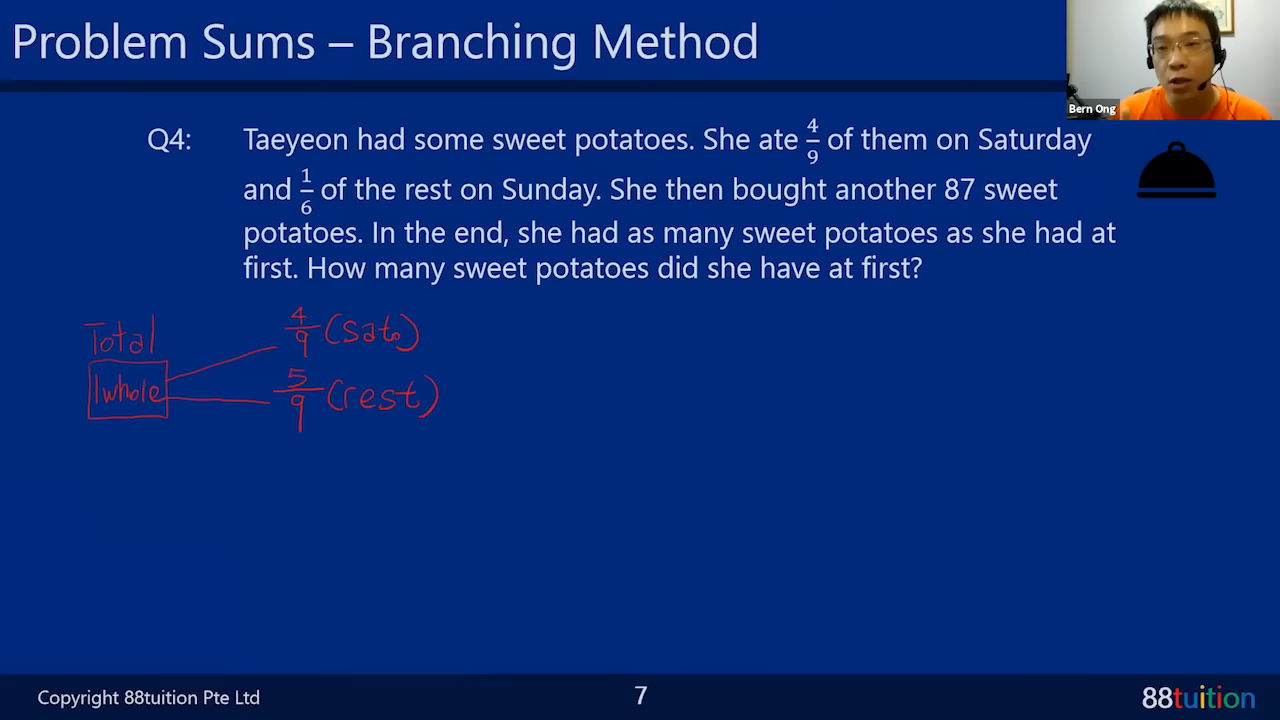 Problem Sums – Branching Method
Bern Ong
Q4: Taeyeon had some sweet potatoes. She ate 4/9 of them on Saturday
and 1/6 of the rest on Sunday. She then bought another 87 sweet
potatoes. In the end, she had as many sweet potatoes as she had at
first. How many sweet potatoes did she have at first?
Total
1whole
4/9 (Sat.)
5/9 (rest)
Copyright 88tuition Pte Ltd
7
88tuition